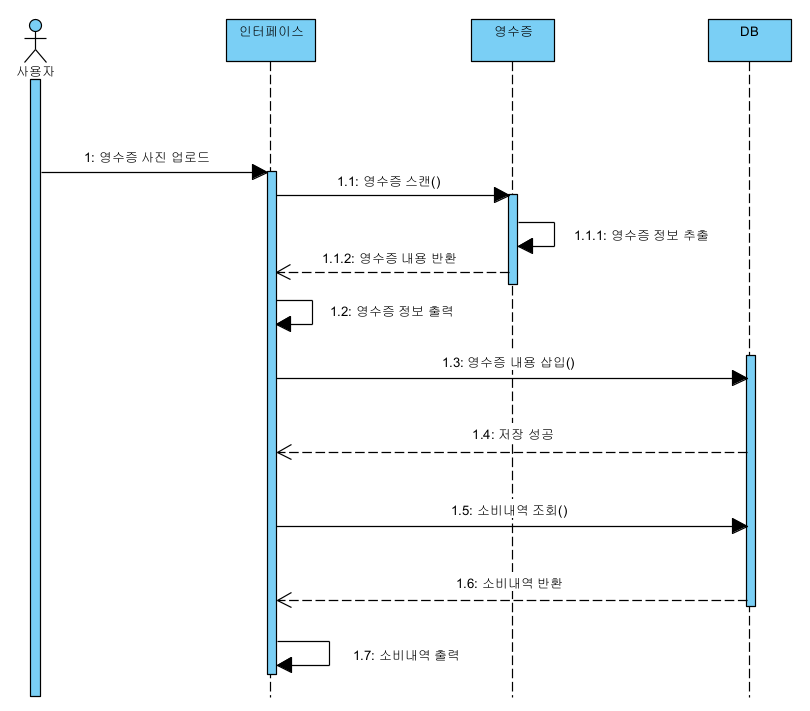 인터페이스
영수증
DB
사용자
1: 영수증 사진 업로드
1.1: 영수증 스캔()
1.1.1: 영수증 정보 추출
1.1.2: 영수증 내용 반환
1.2: 영수증 정보 출력
1.3: 영수증 내용 삽입()
1.4: 저장 성공
1.5: 소비내역 조회()
1.6: 소비내역 반환
1.7: 소비내역 출력